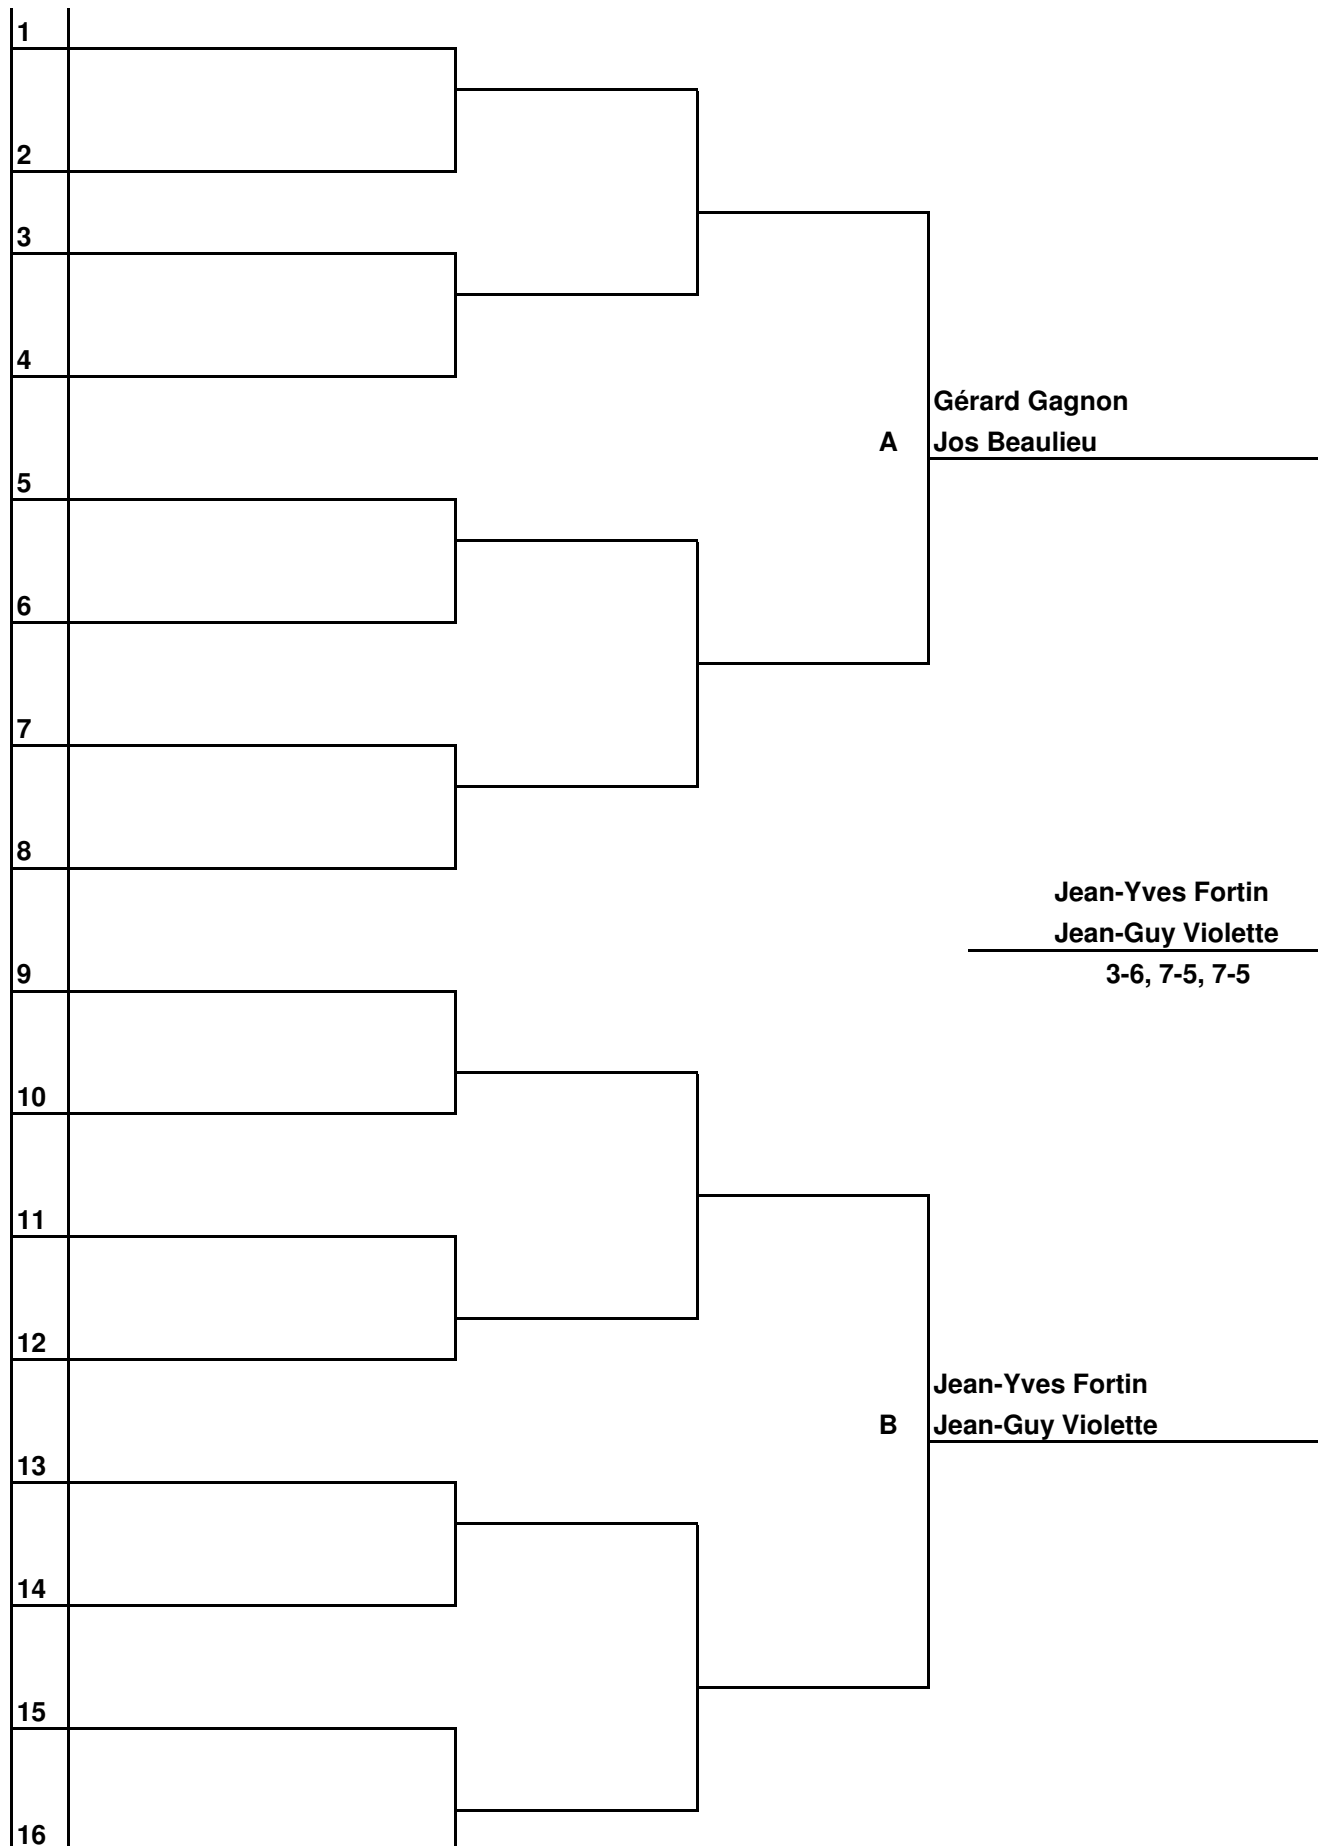 1
2
3
4
Gérard Gagnon
A Jos Beaulieu
5
6
7
8
Jean-Yves Fortin
Jean-Guy Violette
9
3-6, 7-5, 7-5
10
11
12
Jean-Yves Fortin
B Jean-Guy Violette
13
14
15
16